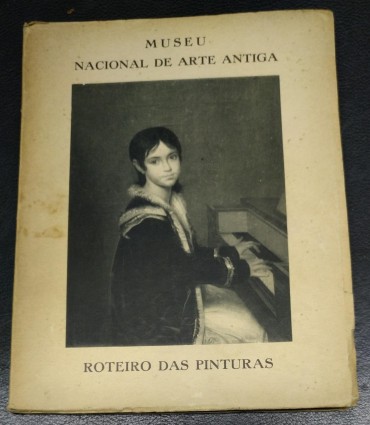 MUSEU
NACIONAL DE ARTE ANTIGA
ROTEIRO DAS PINTURAS